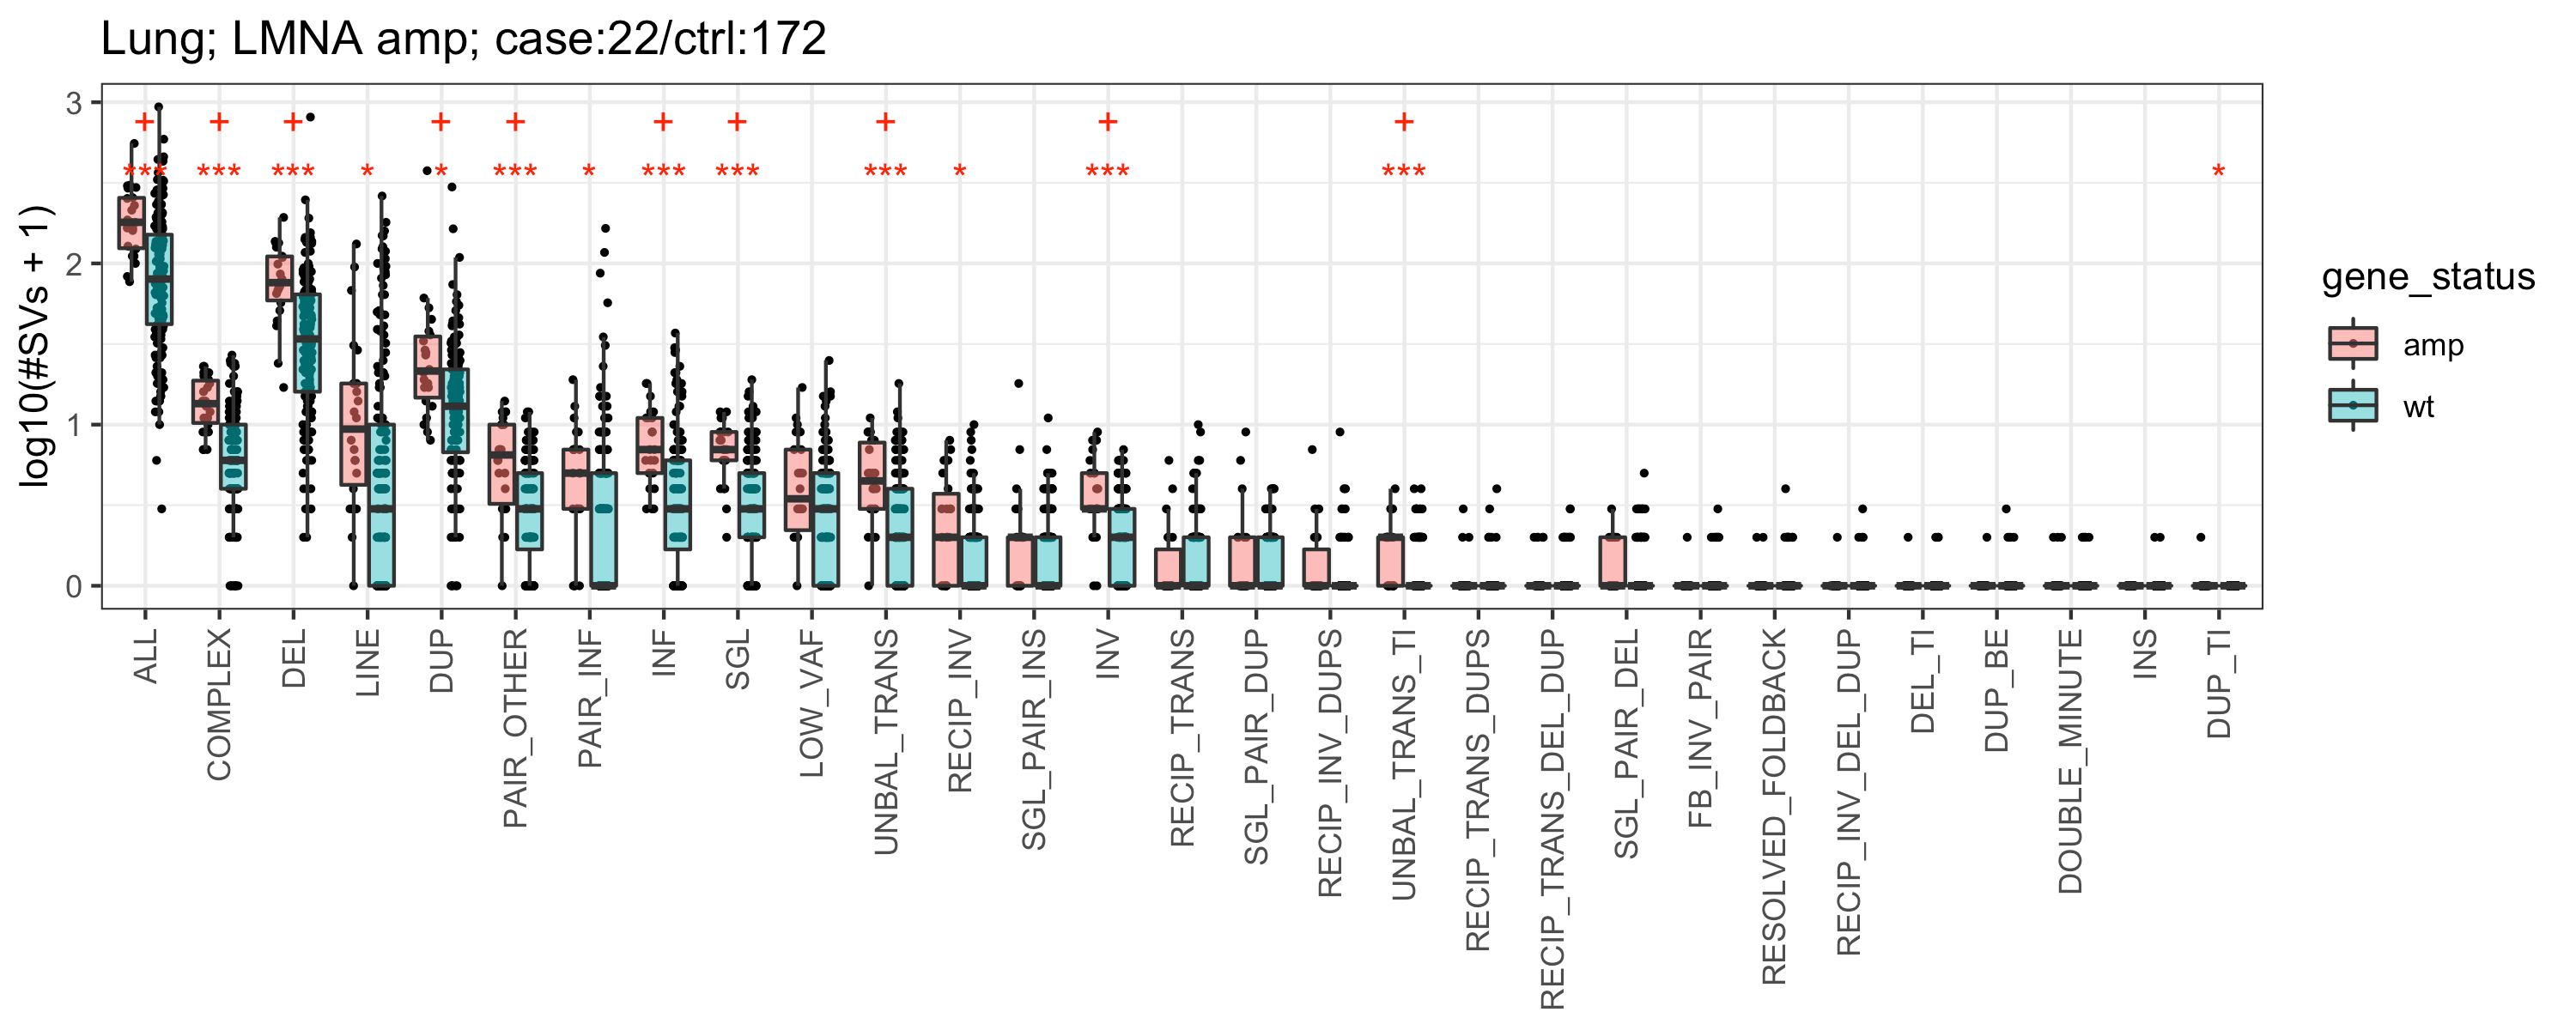 Lung; LMNA amp; case:22/ctrl:172
log10(#SVs + 1)
3
2
1
0
+ + + + + + + + + +
*** *** *** * * *** * *** *** *** * *** *** *
ALL
COMPLEX
DEL
LINE
DUP
PAIR_OTHER
PAIR_INF
INF
SGL
LOW_VAF
UNBAL_TRANS
RECIP_INV
SGL_PAIR_INS
INV
RECIP_TRANS
SGL_PAIR_DUP
RECIP_INV_DUPS
UNBAL_TRANS_TI
RECIP_TRANS_DUPS
RECIP_TRANS_DEL_DUP
SGL_PAIR_DEL
FB_INV_PAIR
RESOLVED_FOLDBACK
RECIP_INV_DEL_DUP
DEL_TI
DUP_BE
DOUBLE_MINUTE
INS
DUP_TI
gene_status
amp
wt